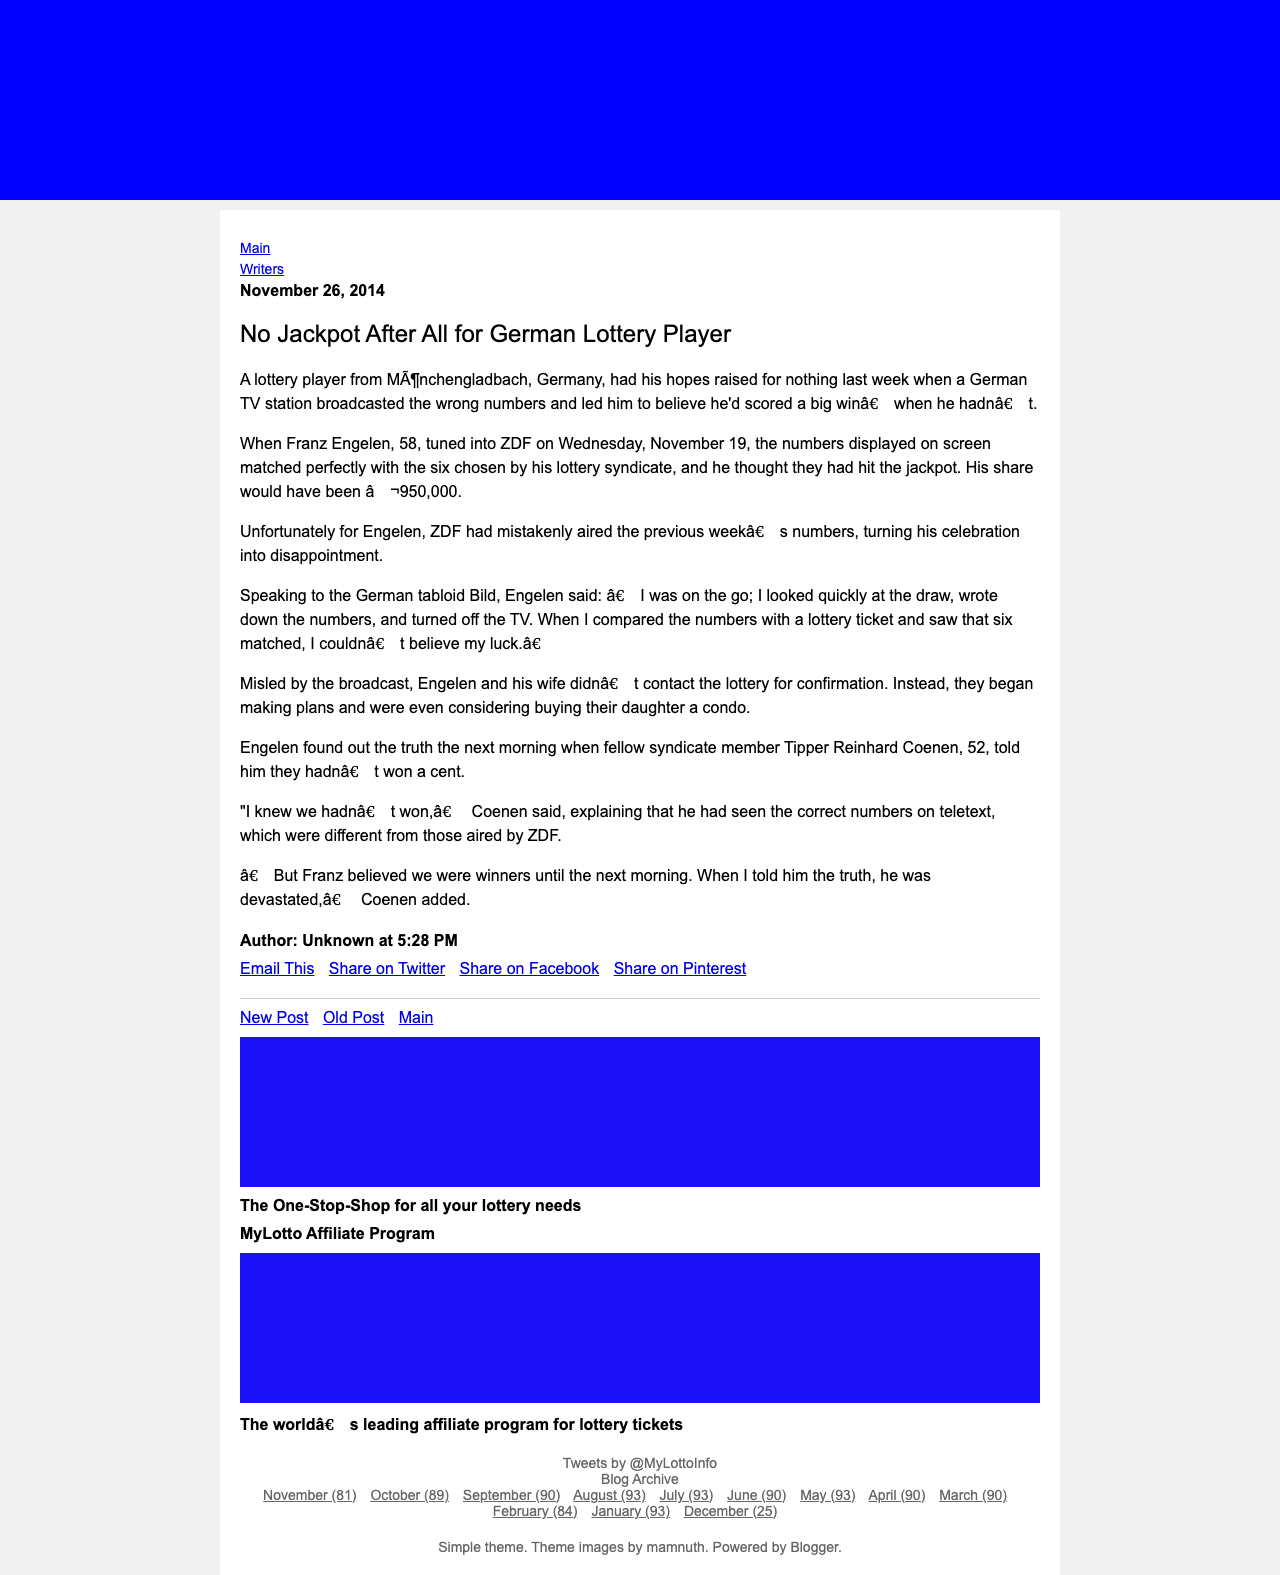 Main
Writers
November 26, 2014
No Jackpot After All for German Lottery Player
A lottery player from MÃ¶nchengladbach, Germany, had his hopes raised for nothing last week when a German
TV station broadcasted the wrong numbers and led him to believe he'd scored a big winâ€ when he hadnâ€ t.
When Franz Engelen, 58, tuned into ZDF on Wednesday, November 19, the numbers displayed on screen
matched perfectly with the six chosen by his lottery syndicate, and he thought they had hit the jackpot. His share
would have been â ¬950,000.
Unfortunately for Engelen, ZDF had mistakenly aired the previous weekâ€ s numbers, turning his celebration
into disappointment.
Speaking to the German tabloid Bild, Engelen said: â€ I was on the go; I looked quickly at the draw, wrote
down the numbers, and turned off the TV. When I compared the numbers with a lottery ticket and saw that six
matched, I couldnâ€ t believe my luck.â€
Misled by the broadcast, Engelen and his wife didnâ€ t contact the lottery for confirmation. Instead, they began
making plans and were even considering buying their daughter a condo.
Engelen found out the truth the next morning when fellow syndicate member Tipper Reinhard Coenen, 52, told
him they hadnâ€ t won a cent.
"I knew we hadnâ€ t won,â€ Coenen said, explaining that he had seen the correct numbers on teletext,
which were different from those aired by ZDF.
â€ But Franz believed we were winners until the next morning. When I told him the truth, he was
devastated,â€ Coenen added.
Author: Unknown at 5:28 PM
Email This Share on Twitter Share on Facebook Share on Pinterest
New Post Old Post Main
The One-Stop-Shop for all your lottery needs
MyLotto Affiliate Program
The worldâ€ s leading affiliate program for lottery tickets
Tweets by @MyLottoInfo
Blog Archive
November (81) October (89) September (90) August (93) July (93) June (90) May (93) April (90) March (90)
February (84) January (93) December (25)
Simple theme. Theme images by mamnuth. Powered by Blogger.